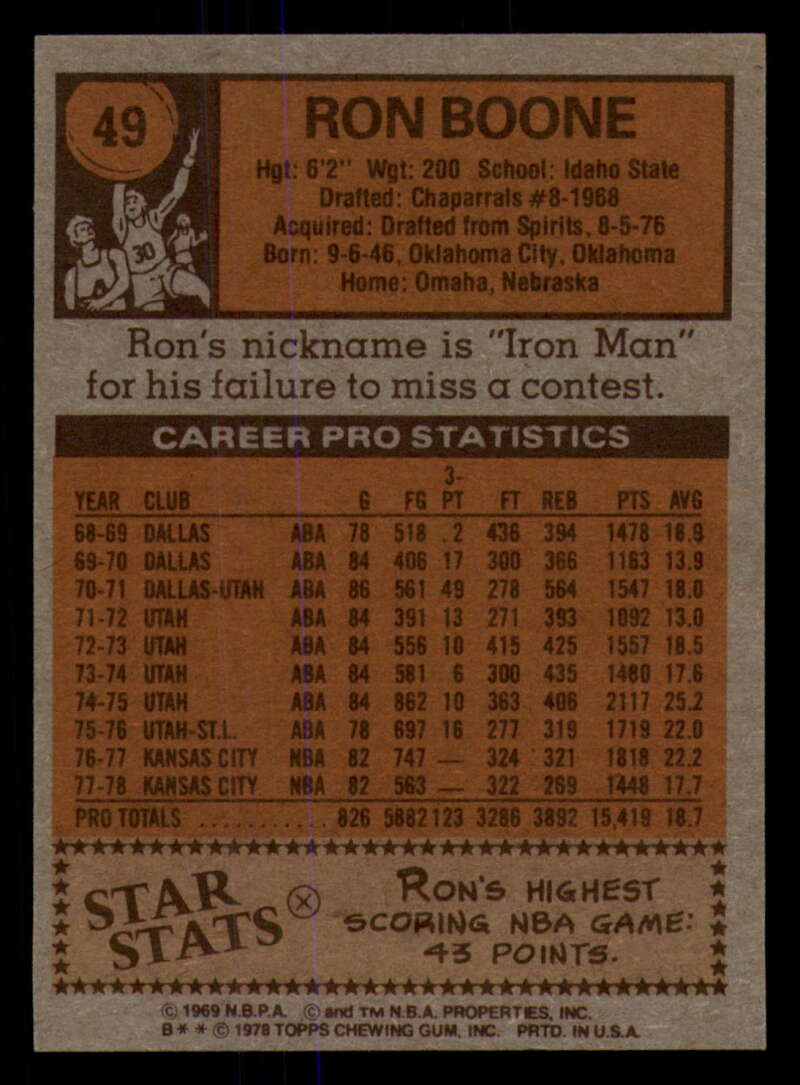 49
30
RON BOONE
Hgt: 6'2" Wgt: 200 School: Idaho State
Drafted: Chaparrals #8-1968
Acquired: Drafted from Spirits, 8-5-76
Born: 9-6-46, Oklahoma City, Oklahoma
Home: Omaha, Nebraska
Ron's nickname is "Iron Man"
for his failure to miss a contest.
CAREER PRO STATISTICS
YEAR CLUB G FG 3-PT FT REB PTS AVG
68-69 DALLAS ABA 78 518 2 436 394 1478 18.9
69-70 DALLAS ABA 84 406 17 300 366 1163 13.9
70-71 DALLAS-UTAH ABA 86 561 49 278 564 1547 18.0
71-72 UTAH ABA 84 391 13 271 393 1092 13.0
72-73 UTAH ABA 84 556 10 415 425 1557 18.5
73-74 UTAH ABA 84 581 6 300 435 1480 17.6
74-75 UTAH ABA 84 862 10 363 406 2117 25.2
75-76 UTAH-ST.L. ABA 78 697 16 277 319 1719 22.0
76-77 KANSAS CITY NBA 82 747 — 324 321 1818 22.2
77-78 KANSAS CITY NBA 82 563 — 322 269 1448 17.7
PRO TOTALS ........... 826 5882 123 3286 3892 15,419 18.7
STAR
STATS
RON'S HIGHEST
SCORING NBA GAME:
43 POINTS.
© 1969 N.B.P.A. © and TM N.B.A. PROPERTIES, INC.
B * * © 1978 TOPPS CHEWING GUM, INC. PRTD. IN U.S.A.